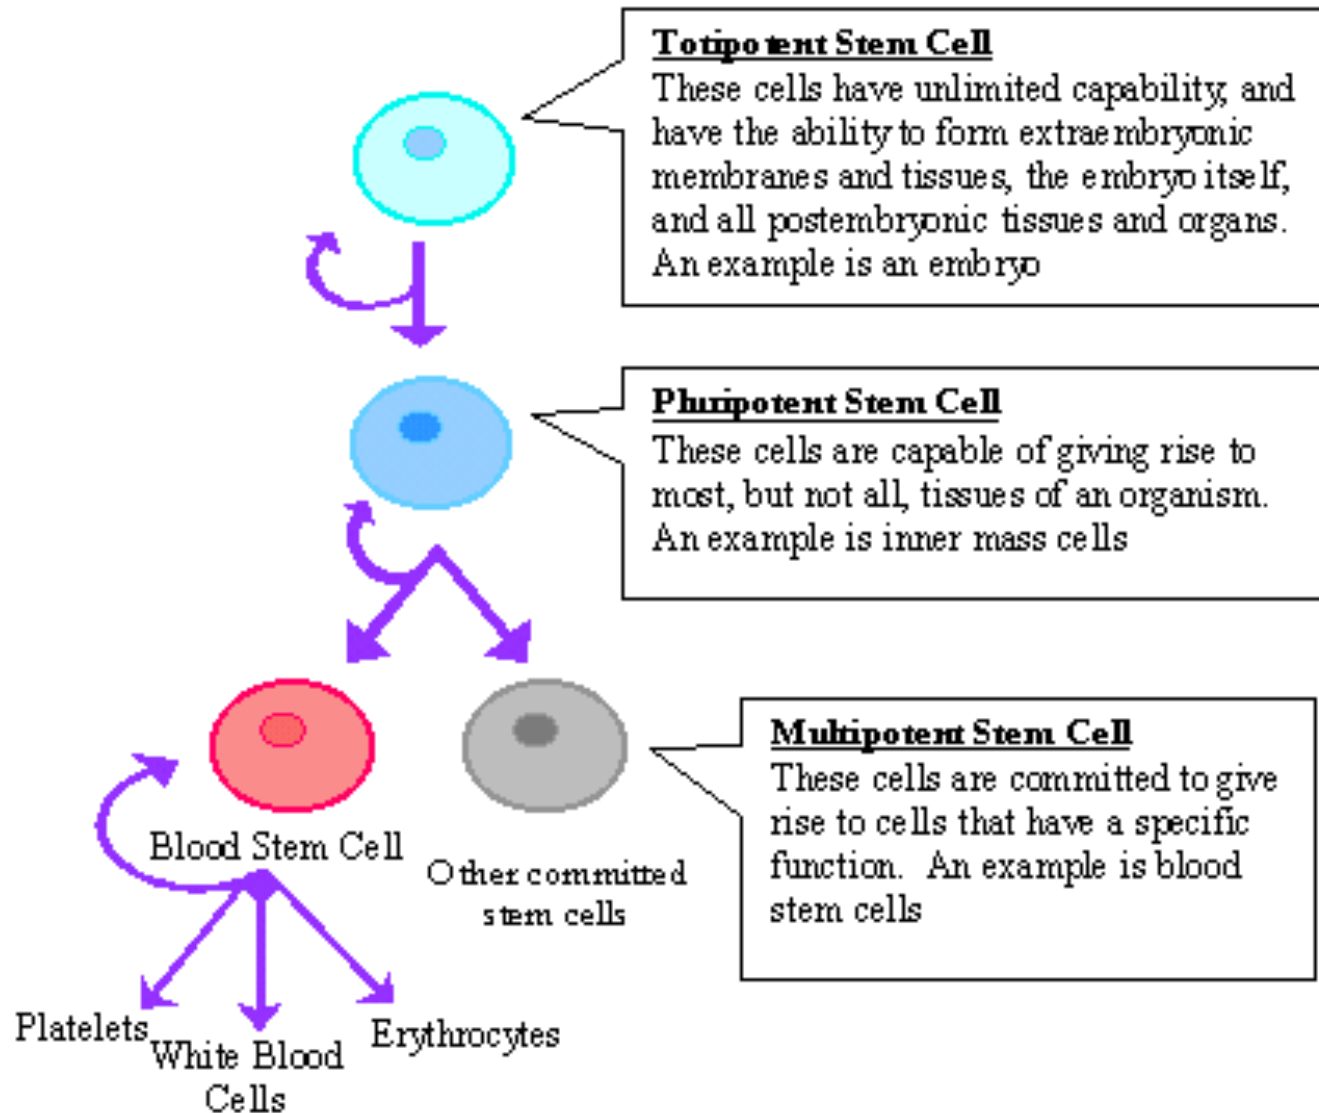 Totipotent Stem Cell
These cells have unlimited capability, and
have the ability to form extraembryonic
membranes and tissues, the embryo itself,
and all postembryonic tissues and organs.
An example is an embryo
Pluripotent Stem Cell
These cells are capable of giving rise to
most, but not all, tissues of an organism.
An example is inner mass cells
Multipotent Stem Cell
These cells are committed to give
rise to cells that have a specific
function. An example is blood
stem cells
Blood Stem Cell
Other committed
stem cells
Platelets
White Blood
Cells
Erythrocytes